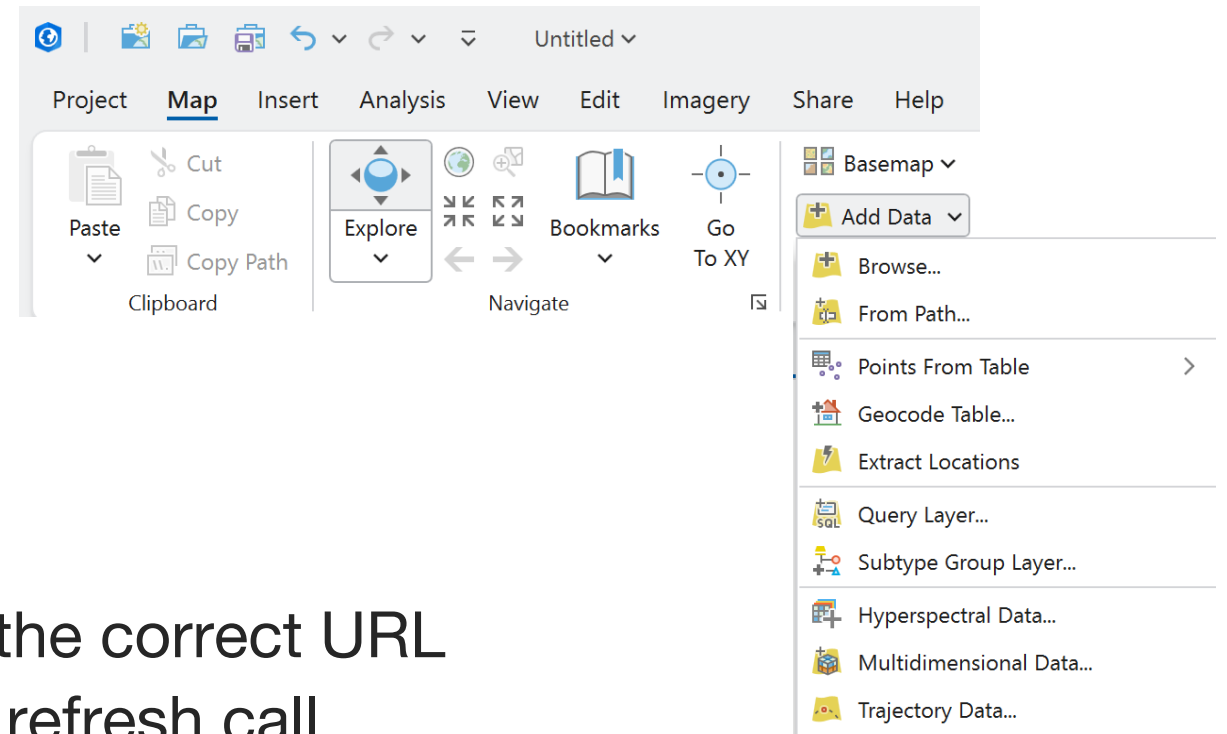 Untitled
Project Map Insert Analysis View Edit Imagery Share Help
Paste
Cut
Copy
Copy Path
Clipboard
Explore
Bookmarks
Go
To XY
Navigate
Basemap
Add Data
Browse...
From Path...
Points From Table
Geocode Table...
Extract Locations
SQL
Query Layer...
Subtype Group Layer...
Hyperspectral Data...
Multidimensional Data...
Trajectory Data...
the correct URL
refresh call